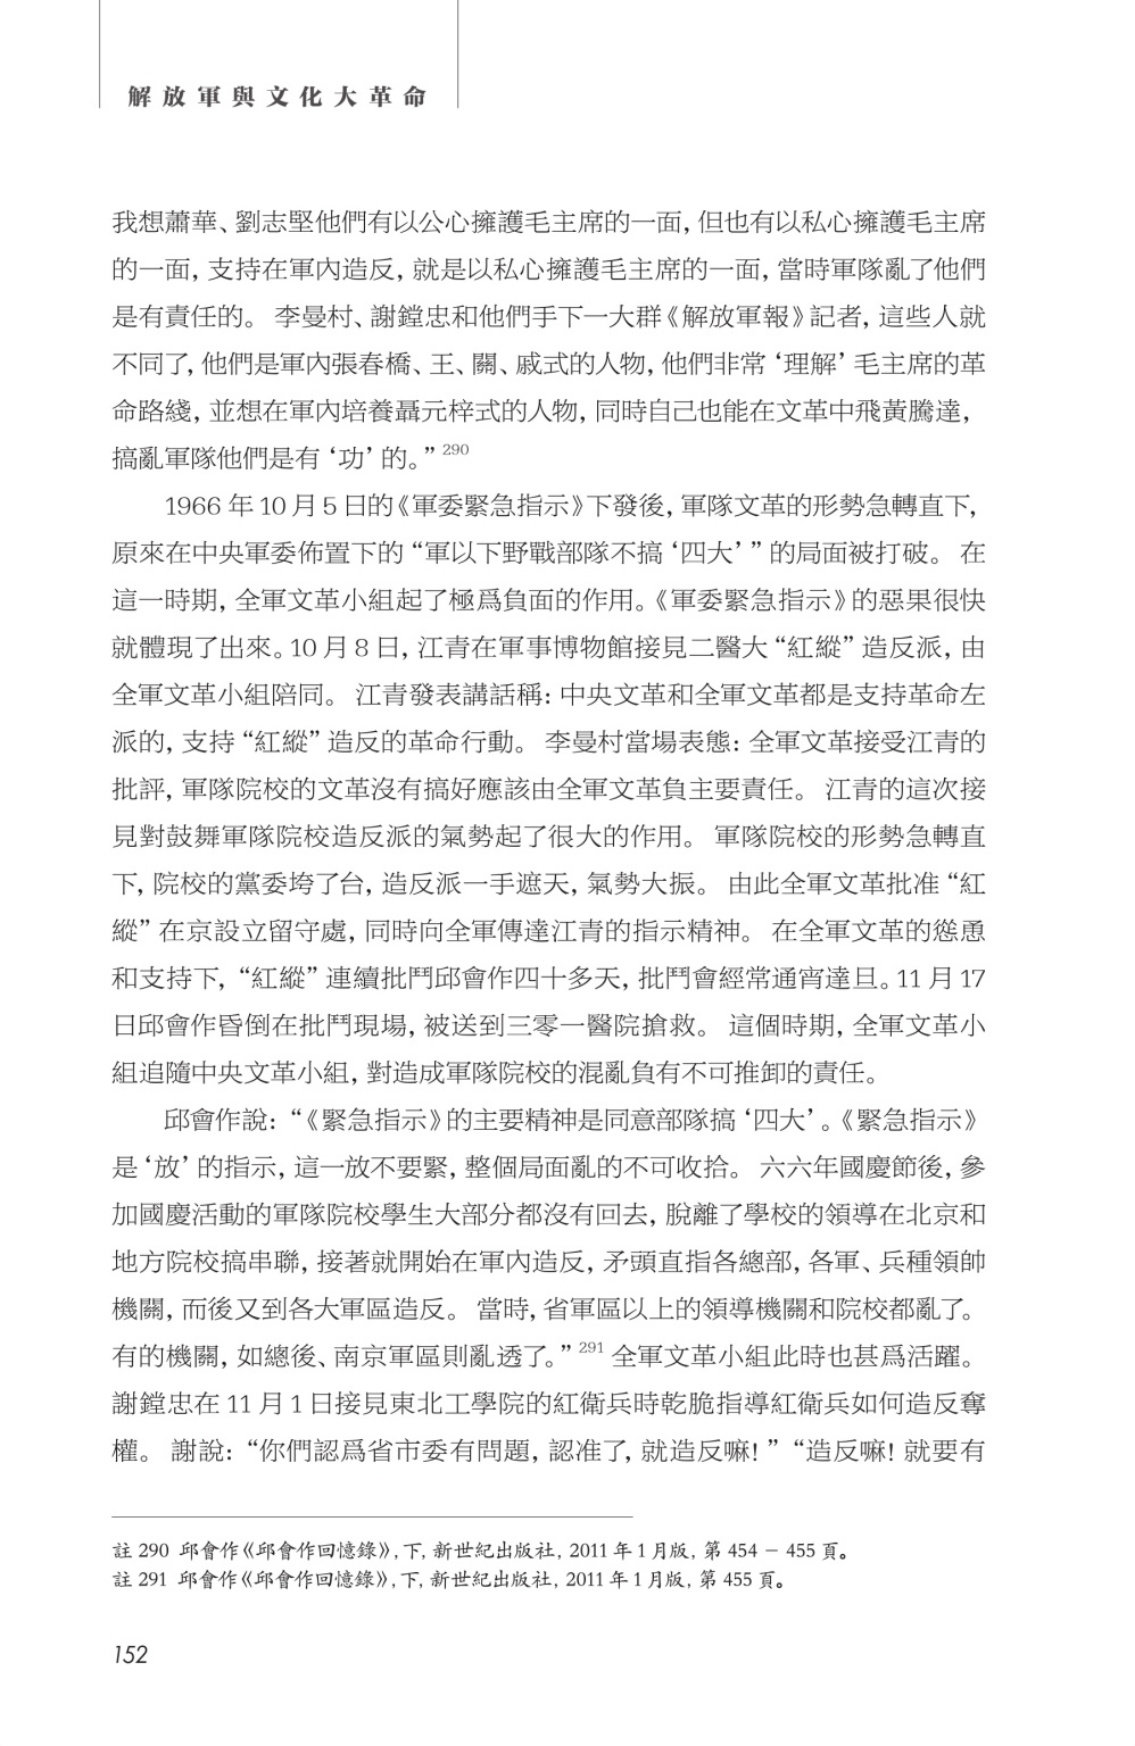 解放軍與文化大革命
我想蕭華、劉志堅他們有以公心擁護毛主席的一面，但也有以私心擁護毛主席
的一面，支持在軍內造反，就是以私心擁護毛主席的一面，當時軍隊亂了他們
是有責任的。李曼村、謝鏜忠和他們手下一大群《解放軍報》記者，這些人就
不同了，他們是軍內張春橋、王、關、戚式的人物，他們非常‘理解’毛主席的革
命路綫，並想在軍內培養聶元梓式的人物，同時自己也能在文革中飛黃騰達，
搞亂軍隊他們是有‘功’的。” 290
1966 年 10 月 5 日的《軍委緊急指示》下發後，軍隊文革的形勢急轉直下，
原來在中央軍委佈置下的“軍以下野戰部隊不搞‘四大’”的局面被打破。在
這一時期，全軍文革小組起了極爲負面的作用。《軍委緊急指示》的惡果很快
就體現了出來。10 月 8 日，江青在軍事博物館接見二醫大“紅縱”造反派，由
全軍文革小組陪同。江青發表講話稱：中央文革和全軍文革都是支持革命左
派的，支持“紅縱”造反的革命行動。李曼村當場表態：全軍文革接受江青的
批評，軍隊院校的文革沒有搞好應該由全軍文革負主要責任。江青的這次接
見對鼓舞軍隊院校造反派的氣勢起了很大的作用。軍隊院校的形勢急轉直
下，院校的黨委垮了台，造反派一手遮天，氣勢大振。由此全軍文革批准“紅
縱”在京設立留守處，同時向全軍傳達江青的指示精神。在全軍文革的慫恿
和支持下，“紅縱”連續批鬥邱會作四十多天，批鬥會經常通宵達旦。11 月 17
日邱會作昏倒在批鬥現場，被送到三零一醫院搶救。這個時期，全軍文革小
組追隨中央文革小組，對造成軍隊院校的混亂負有不可推卸的責任。
邱會作說：“《緊急指示》的主要精神是同意部隊搞‘四大’。《緊急指示》
是‘放’的指示，這一放不要緊，整個局面亂的不可收拾。六六年國慶節後，參
加國慶活動的軍隊院校學生大部分都沒有回去，脫離了學校的領導在北京和
地方院校搞串聯，接著就開始在軍內造反，矛頭直指各總部，各軍、兵種領帥
機關，而後又到各大軍區造反。當時，省軍區以上的領導機關和院校都亂了。
有的機關，如總後、南京軍區則亂透了。” 291 全軍文革小組此時也甚爲活躍。
謝鏜忠在 11 月 1 日接見東北工學院的紅衛兵時乾脆指導紅衛兵如何造反奪
權。謝說：“你們認爲省市委有問題，認准了，就造反嘛！”“造反嘛！就要有
註 290 邱會作《邱會作回憶錄》，下，新世紀出版社，2011 年 1 月版，第 454 － 455 頁。
註 291 邱會作《邱會作回憶錄》，下，新世紀出版社，2011 年 1 月版，第 455 頁。
152